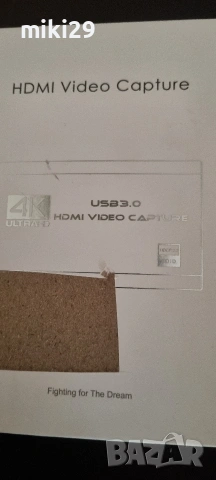 miki29
HDMI Video Capture
4K
ULTRA HD
USB3.0
HDMI VIDEO CAPTURE
Fighting for The Dream
BAZAR